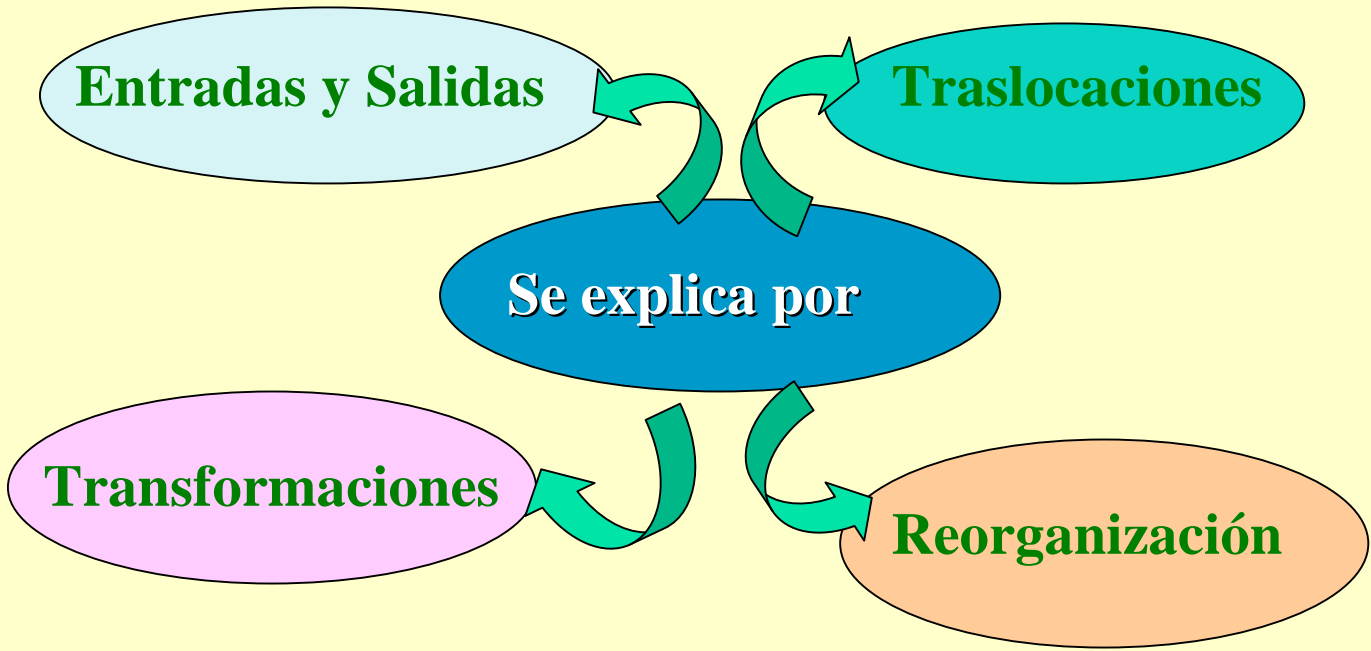 Entradas y Salidas
Traslocaciones
Se explica por
Transformaciones
Reorganización